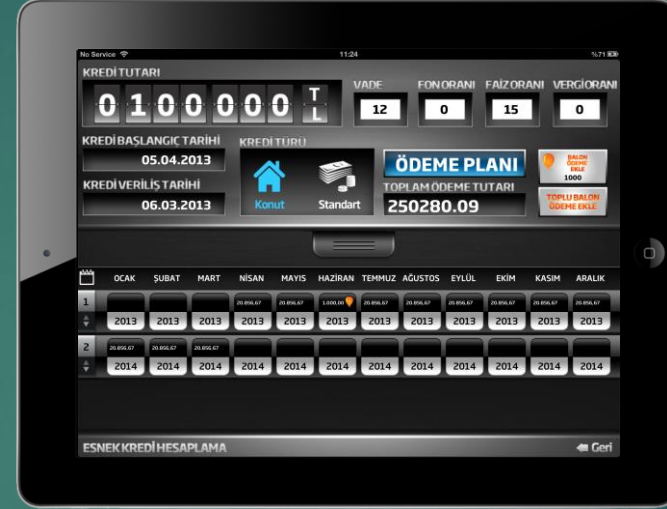 No Service 11:24 %71
KREDİ TUTARI
0 1 0 0 0 0 0 TL
VADE FON ORANI FAİZ ORANI VERGİ ORANI
12 0 15 0
KREDİ BAŞLANGIÇ TARİHİ
05.04.2013
KREDİ VERİLİŞ TARİHİ
06.03.2013
KREDİ TÜRÜ
Konut Standart
ÖDEME PLANI
TOPLAM ÖDEME TUTARI
250280.09
BALON
ÖDEME
EKLE
1000
TOPLU BALON
ÖDEME EKLE
OCAK ŞUBAT MART NİSAN MAYIS HAZİRAN TEMMUZ AĞUSTOS EYLÜL EKİM KASIM ARALIK
1 20.856,67 20.856,67 1.000,00 20.856,67 20.856,67 20.856,67 20.856,67 20.856,67 20.856,67
2013 2013 2013 2013 2013 2013 2013 2013 2013 2013 2013 2013
2 20.856,67 20.856,67 20.856,67
2014 2014 2014 2014 2014 2014 2014 2014 2014 2014 2014 2014
ESNEK KREDİ HESAPLAMA Geri